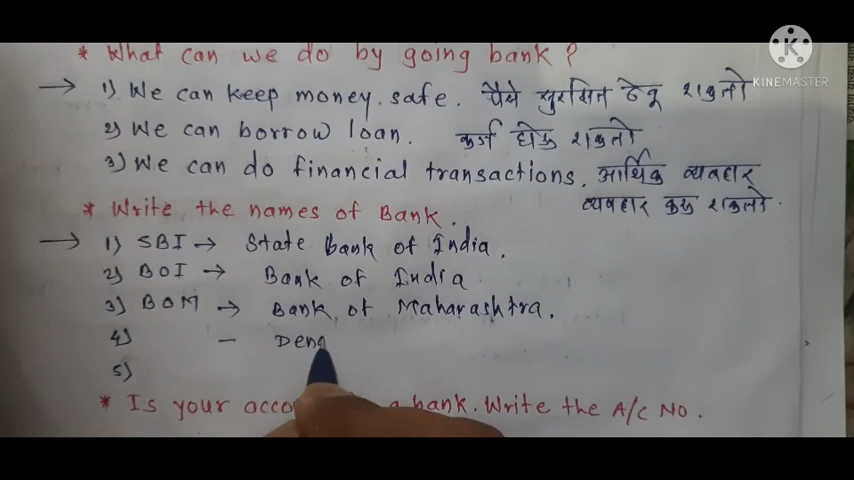 * What can we do by going bank?
K
KINEMASTER
→ 1) We can keep money. safe. पैसे सुरक्षित ठेवू शकतो
2) We can borrow loan. कर्ज घेऊ शकतो
3) We can do financial transactions. आर्थिक व्यवहार
व्यवहार करू शकतो.
* Write the names of Bank.
→ 1) SBI → State Bank of India.
2) BOI → Bank of India
3) BOM → Bank of Maharashtra.
4) – Dena
5)
* Is your a bank. Write the A/C No.